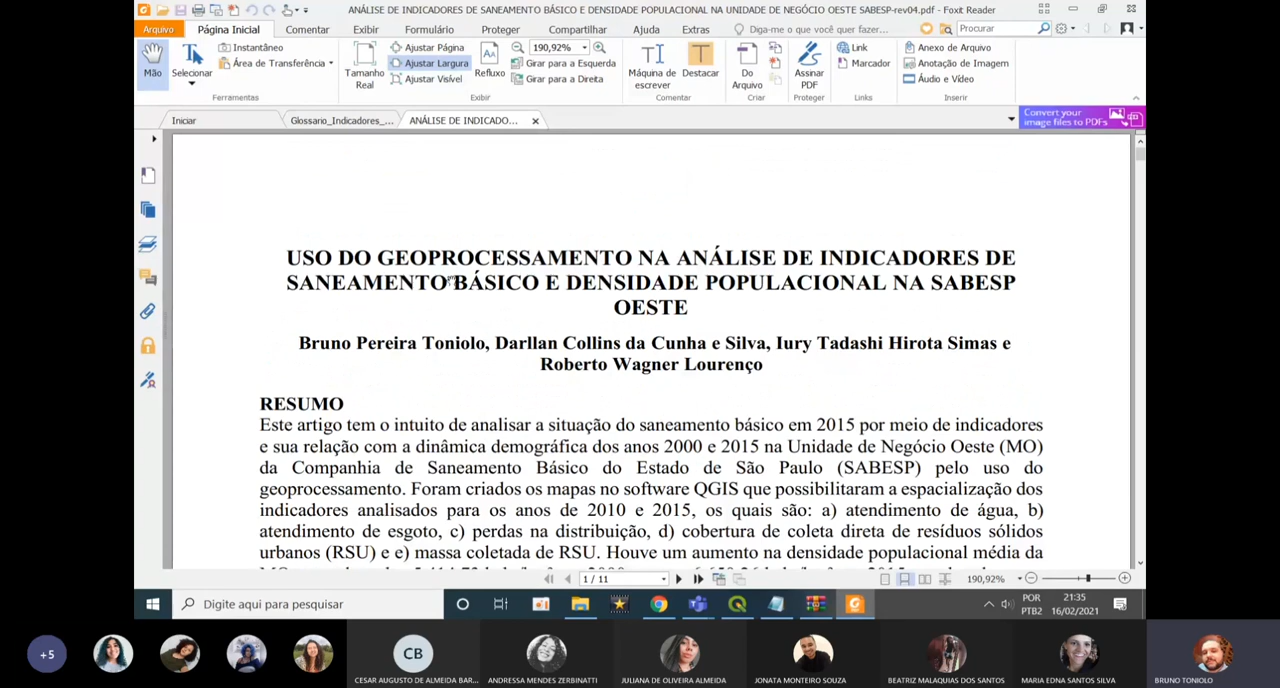 ANÁLISE DE INDICADORES DE SANEAMENTO BÁSICO E DENSIDADE POPULACIONAL NA UNIDADE DE NEGÓCIO OESTE SABESP-rev04.pdf - Foxit Reader
Arquivo Página Inicial Comentar Exibir Formulário Proteger Compartilhar Ajuda Extras Diga-me o que você quer fazer... Procurar
Mão
Selecionar
Instantâneo
Área de Transferência
Ferramentas
Tamanho Real
Ajustar Página
Ajustar Largura
Ajustar Visível
Refluxo
190,92%
Girar para a Esquerda
Girar para a Direita
Exibir
Máquina de escrever
Destacar
Comentar
Do Arquivo
Criar
Assinar PDF
Proteger
Link
Marcador
Links
Anexo de Arquivo
Anotação de Imagem
Áudio e Vídeo
Inserir
Iniciar Glossario_Indicadores_... ANÁLISE DE INDICADO...
Convert your
image files to PDFs
USO DO GEOPROCESSAMENTO NA ANÁLISE DE INDICADORES DE
SANEAMENTO BÁSICO E DENSIDADE POPULACIONAL NA SABESP
OESTE
Bruno Pereira Toniolo, Darllan Collins da Cunha e Silva, Iury Tadashi Hirota Simas e
Roberto Wagner Lourenço
RESUMO
Este artigo tem o intuito de analisar a situação do saneamento básico em 2015 por meio de indicadores
e sua relação com a dinâmica demográfica dos anos 2000 e 2015 na Unidade de Negócio Oeste (MO)
da Companhia de Saneamento Básico do Estado de São Paulo (SABESP) pelo uso do
geoprocessamento. Foram criados os mapas no software QGIS que possibilitaram a espacialização dos
indicadores analisados para os anos de 2010 e 2015, os quais são: a) atendimento de água, b)
atendimento de esgoto, c) perdas na distribuição, d) cobertura de coleta direta de resíduos sólidos
urbanos (RSU) e e) massa coletada de RSU. Houve um aumento na densidade populacional média da
1 / 11
190,92%
Digite aqui para pesquisar
POR
PTB2
21:35
16/02/2021
+5
CB
CESAR AUGUSTO DE ALMEIDA BAR...
ANDRESSA MENDES ZERBINATTI
JULIANA DE OLIVEIRA ALMEIDA
JONATA MONTEIRO SOUZA
BEATRIZ MALAQUIAS DOS SANTOS
MARIA EDNA SANTOS SILVA
BRUNO TONIOLO